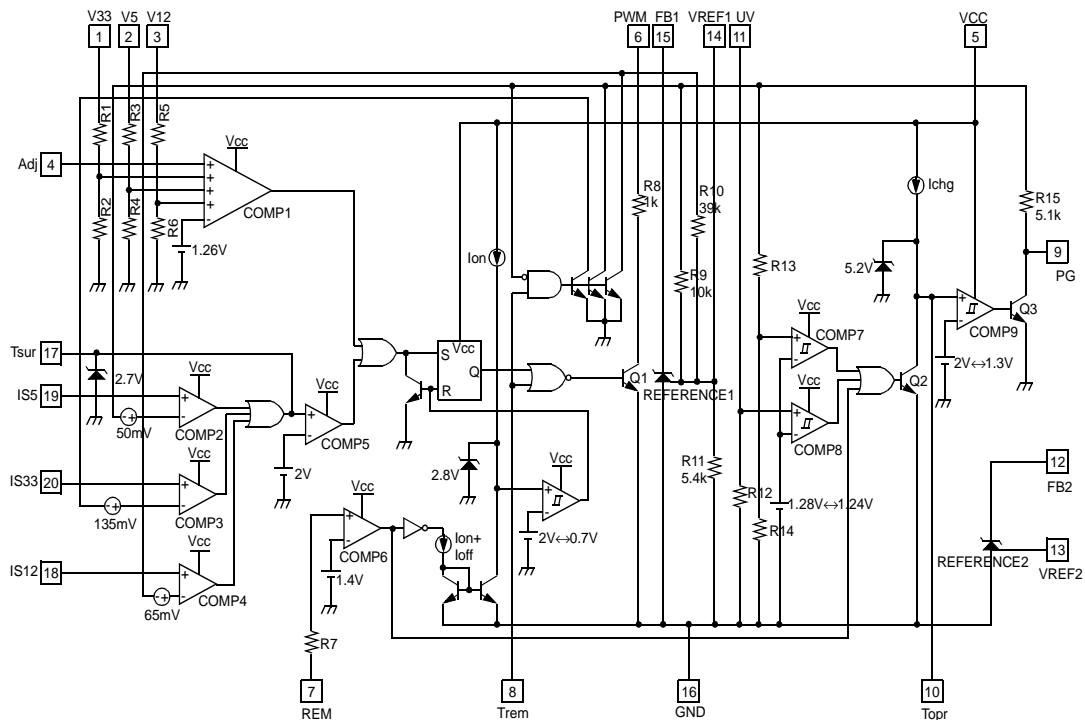 V33 V5 V12 PWM FB1 VREF1 UV VCC
1 2 3 6 15 14 11 5
R1 R3 R5
Adj 4
Vcc
+ + + + -
COMP1
R2 R4 R6
1.26V
R8
1k
R10
39k
Ichg
R15
5.1k
9
PG
Ion
R9
10k
R13
5.2V
Vcc
COMP7
+ -
COMP9
Q3
2V↔1.3V
Tsur 17
2.7V
IS5 19
50mV
Vcc
+ -
COMP2
+ -
COMP5
Vcc
2V
S Vcc Q
R
Q1
REFERENCE1
Q2
Vcc
COMP8
IS33 20
135mV
Vcc
+ -
COMP3
2.8V
Vcc
+ -
2V↔0.7V
R11
5.4k
R12
R14
1.28V↔1.24V
12
FB2
IS12 18
65mV
Vcc
+ -
COMP4
Vcc
+ -
COMP6
1.4V
Ion+
Ioff
REFERENCE2
13
VREF2
R7
7 8 16 10
REM Trem GND Topr